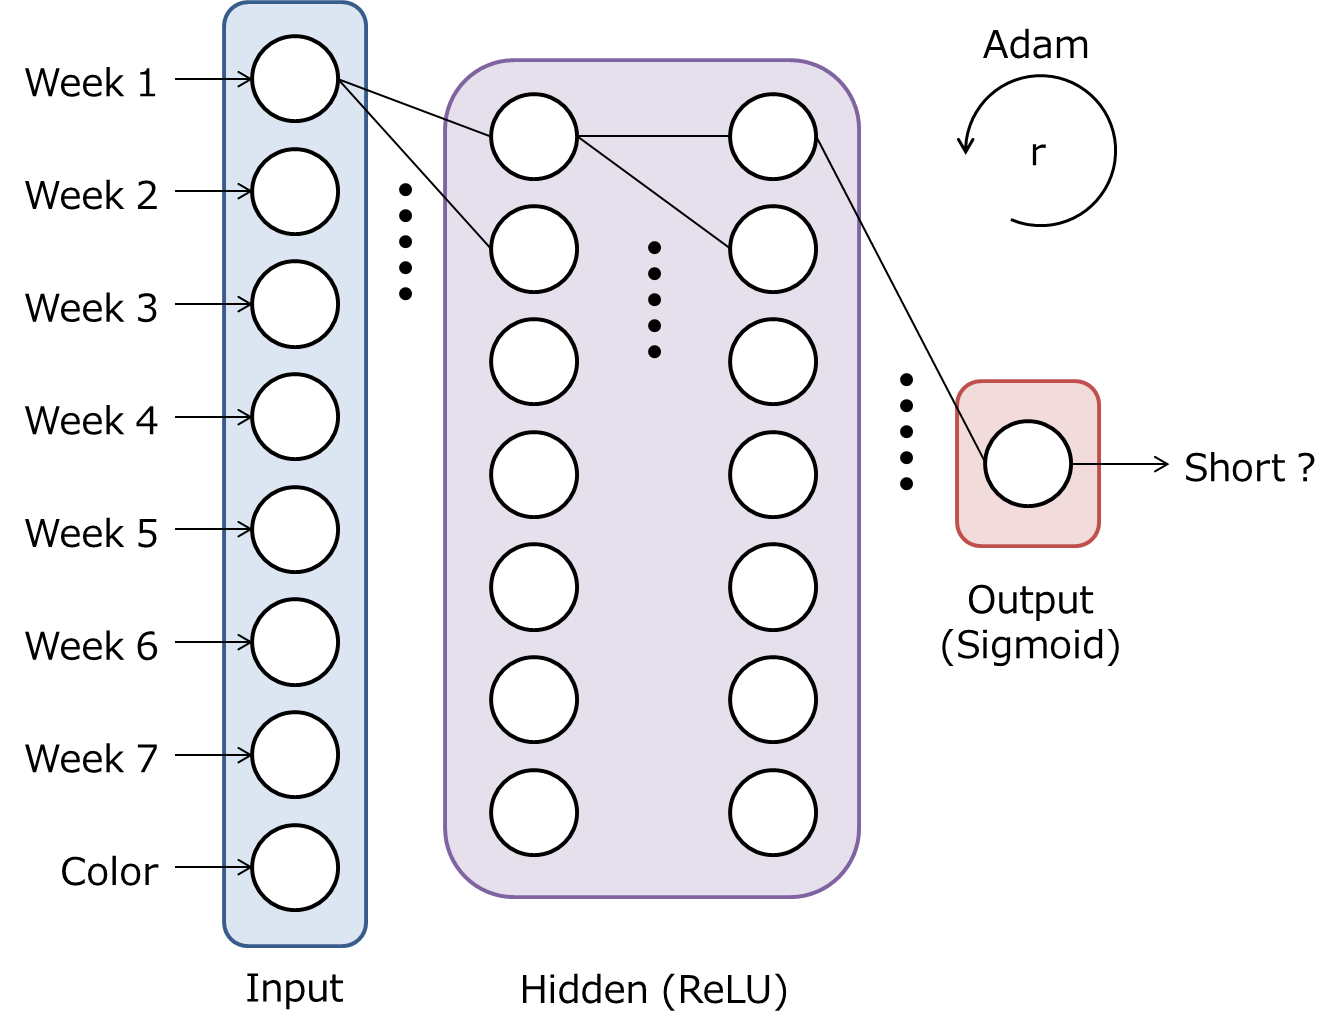 Week 1
Week 2
Week 3
Week 4
Week 5
Week 6
Week 7
Color
Input
Hidden (ReLU)
Adam
r
Short ?
Output
(Sigmoid)